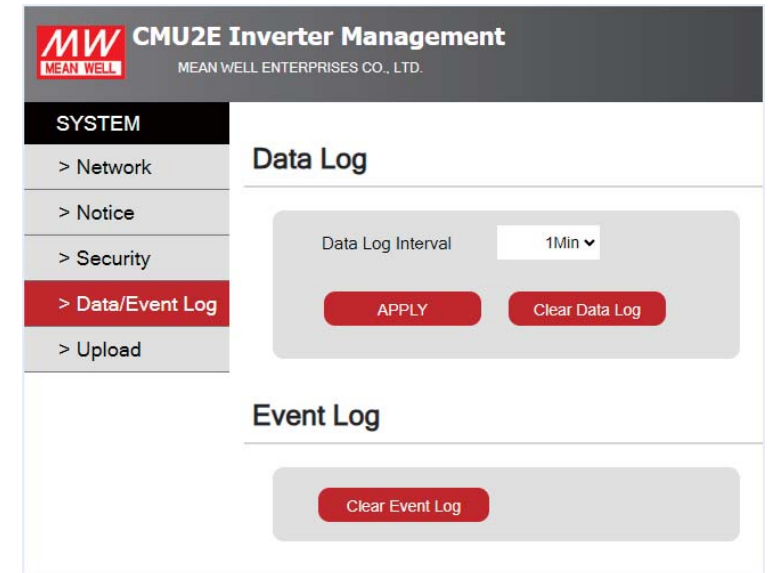 MW
MEAN WELL
CMU2E Inverter Management
MEAN WELL ENTERPRISES CO., LTD.
SYSTEM
> Network
> Notice
> Security
> Data/Event Log
> Upload
Data Log
Data Log Interval 1Min
APPLY Clear Data Log
Event Log
Clear Event Log